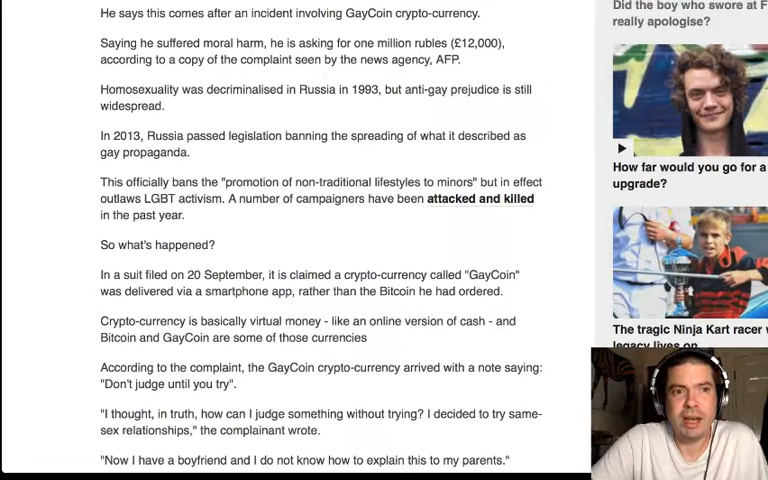 He says this comes after an incident involving GayCoin crypto-currency.
Saying he suffered moral harm, he is asking for one million rubles (£12,000),
according to a copy of the complaint seen by the news agency, AFP.
Homosexuality was decriminalised in Russia in 1993, but anti-gay prejudice is still
widespread.
In 2013, Russia passed legislation banning the spreading of what it described as
gay propaganda.
This officially bans the "promotion of non-traditional lifestyles to minors" but in effect
outlaws LGBT activism. A number of campaigners have been attacked and killed
in the past year.
So what's happened?
In a suit filed on 20 September, it is claimed a crypto-currency called "GayCoin"
was delivered via a smartphone app, rather than the Bitcoin he had ordered.
Crypto-currency is basically virtual money - like an online version of cash - and
Bitcoin and GayCoin are some of those currencies
According to the complaint, the GayCoin crypto-currency arrived with a note saying:
"Don't judge until you try".
"I thought, in truth, how can I judge something without trying? I decided to try same-
sex relationships," the complainant wrote.
"Now I have a boyfriend and I do not know how to explain this to my parents."
Did the boy who swore at F
really apologise?
How far would you go for a
upgrade?
The tragic Ninja Kart racer
legacy lives on